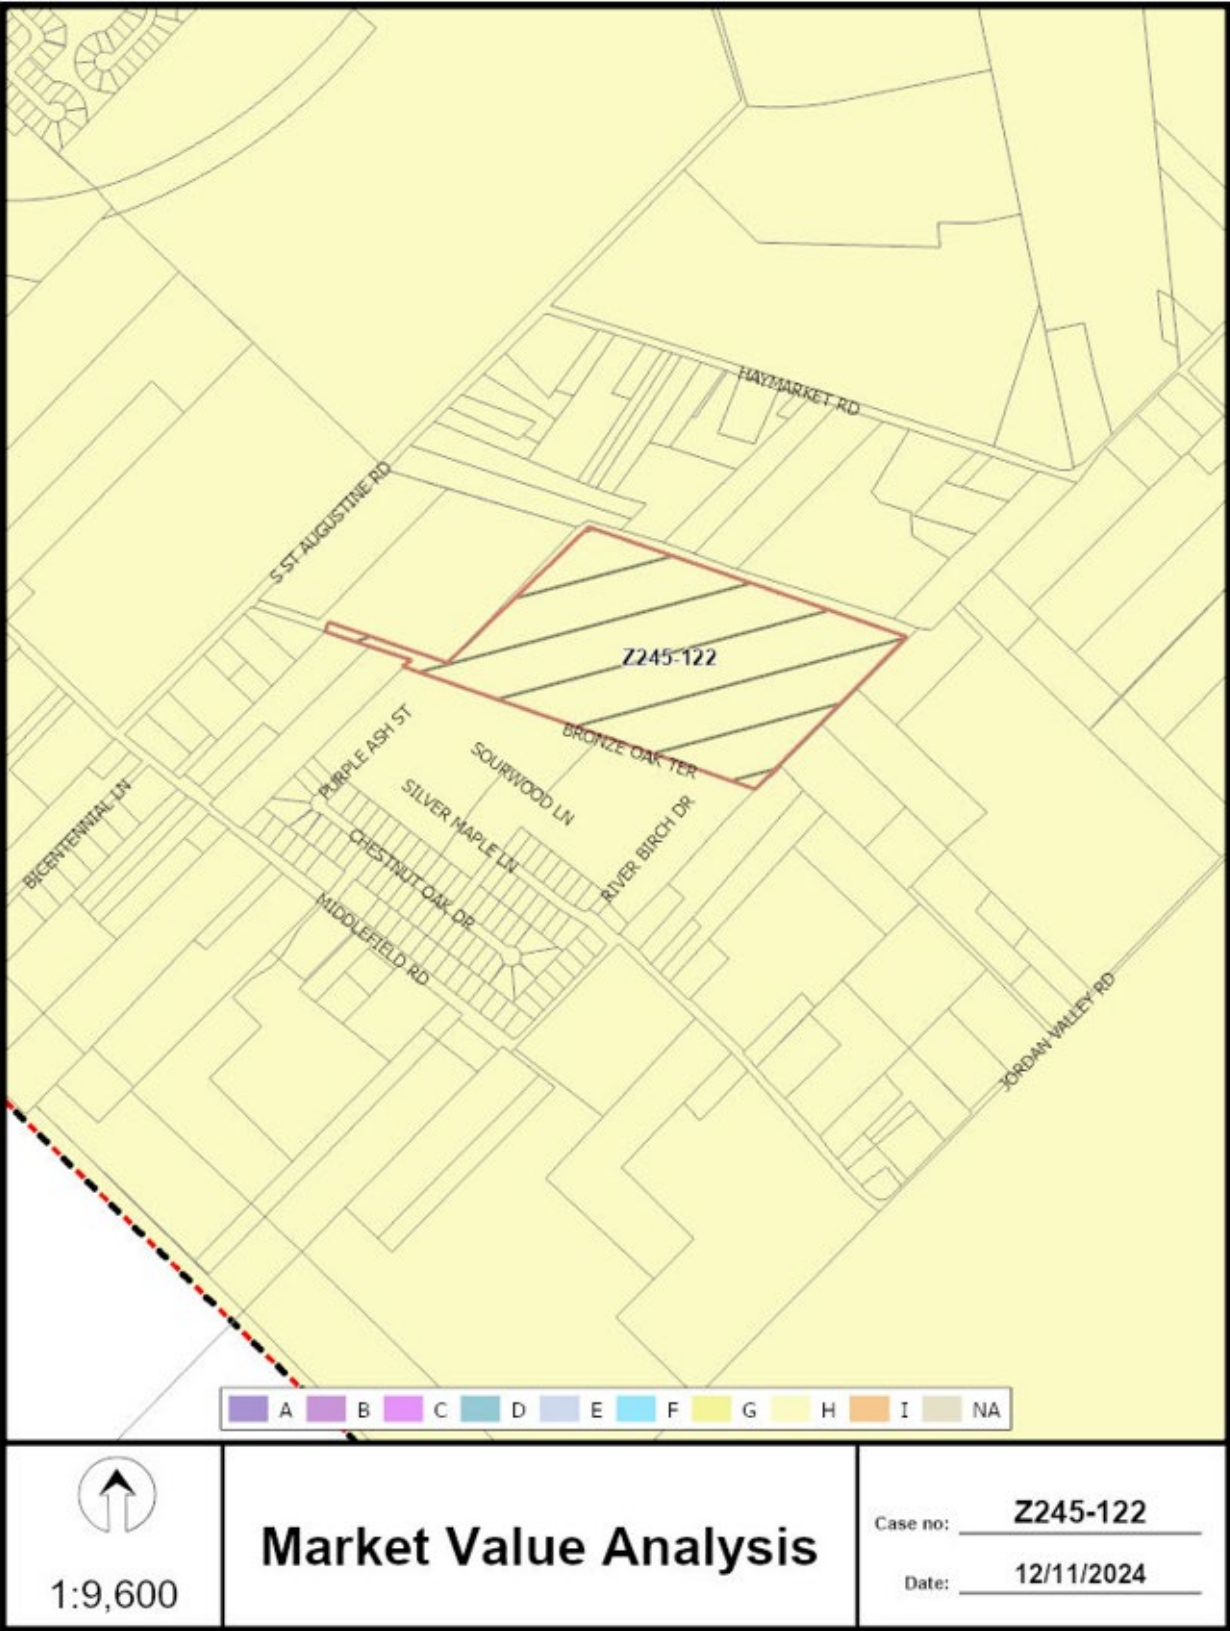 HAYMARKET RD
S ST AUGUSTINE RD
Z245-122
PURPLE ASH ST
BRONZE OAK TER
SOURWOOD LN
SILVER MAPLE LN
RIVER BIRCH DR
BICENTENNIAL LN
CHESTNUT OAK DR
MIDDLEFIELD RD
JORDAN VALLEY RD
A B C D E F G H I NA
1:9,600
Market Value Analysis
Case no: Z245-122
Date: 12/11/2024